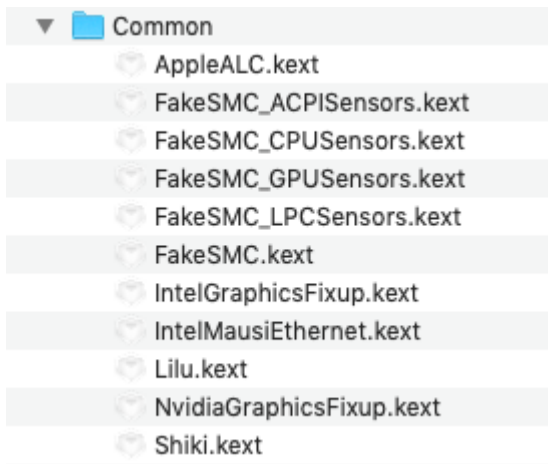 Common
AppleALC.kext
FakeSMC_ACPISensors.kext
FakeSMC_CPUSensors.kext
FakeSMC_GPUSensors.kext
FakeSMC_LPCSensors.kext
FakeSMC.kext
IntelGraphicsFixup.kext
IntelMausiEthernet.kext
Lilu.kext
NvidiaGraphicsFixup.kext
Shiki.kext